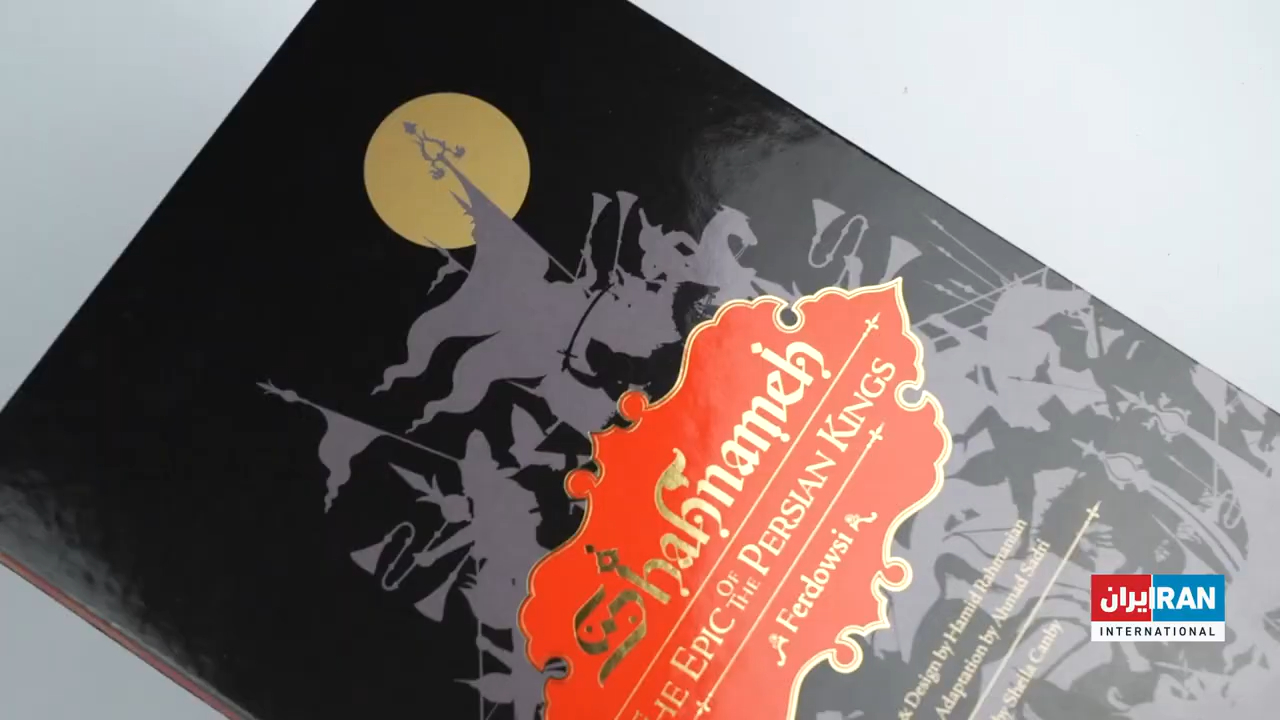 Shahnameh
THE EPIC OF THE PERSIAN KINGS
Ferdowsi
& Design by Hamid Rahmanian
Adaptation by Ahmad Sadri
by Sheila Canby
ایران IRAN
INTERNATIONAL